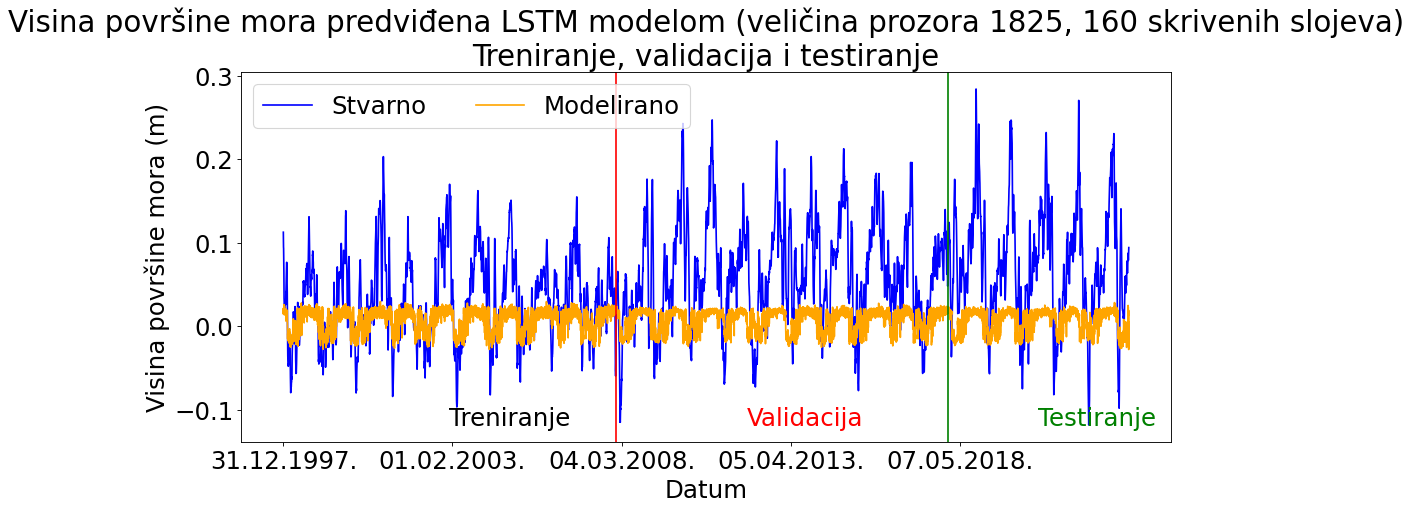 Visina površine mora predviđena LSTM modelom (veličina prozora 1825, 160 skrivenih slojeva)
Treniranje, validacija i testiranje
Stvarno Modelirano
Visina površine mora (m)
0.3
0.2
0.1
0.0
−0.1
Treniranje Validacija Testiranje
31.12.1997. 01.02.2003. 04.03.2008. 05.04.2013. 07.05.2018.
Datum